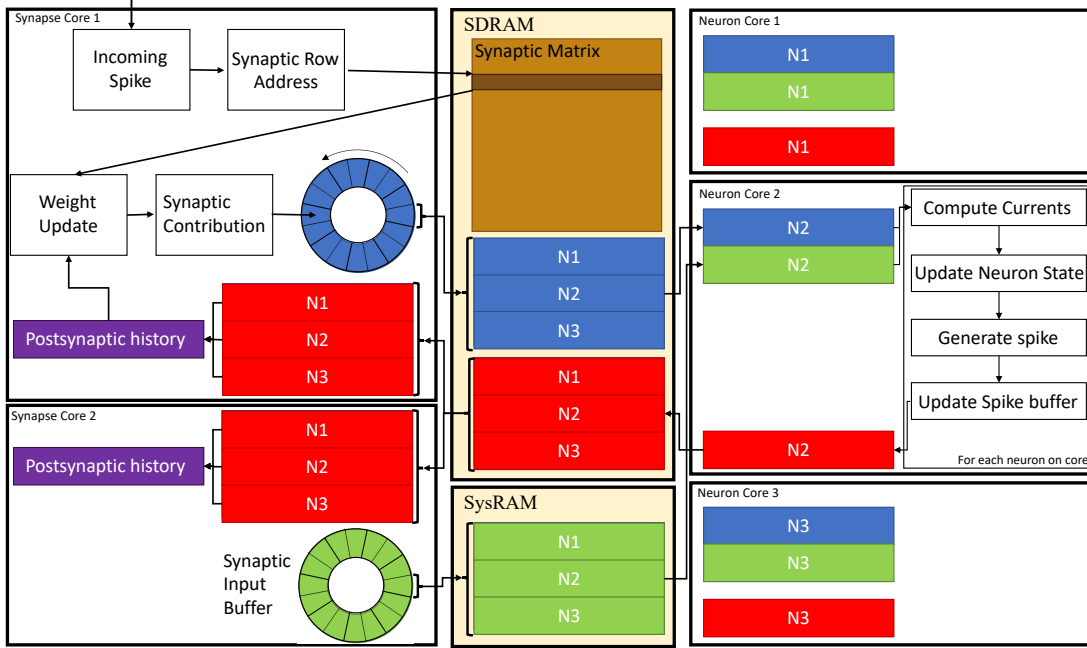 Synapse Core 1
Incoming
Spike
Synaptic Row
Address
Weight
Update
Synaptic
Contribution
Postsynaptic history
N1
N2
N3
Synapse Core 2
Postsynaptic history
N1
N2
N3
Synaptic
Input
Buffer
SDRAM
Synaptic Matrix
N1
N2
N3
N1
N2
N3
SysRAM
N1
N2
N3
Neuron Core 1
N1
N1
N1
Neuron Core 2
N2
N2
N2
Compute Currents
Update Neuron State
Generate spike
Update Spike buffer
For each neuron on core
Neuron Core 3
N3
N3
N3